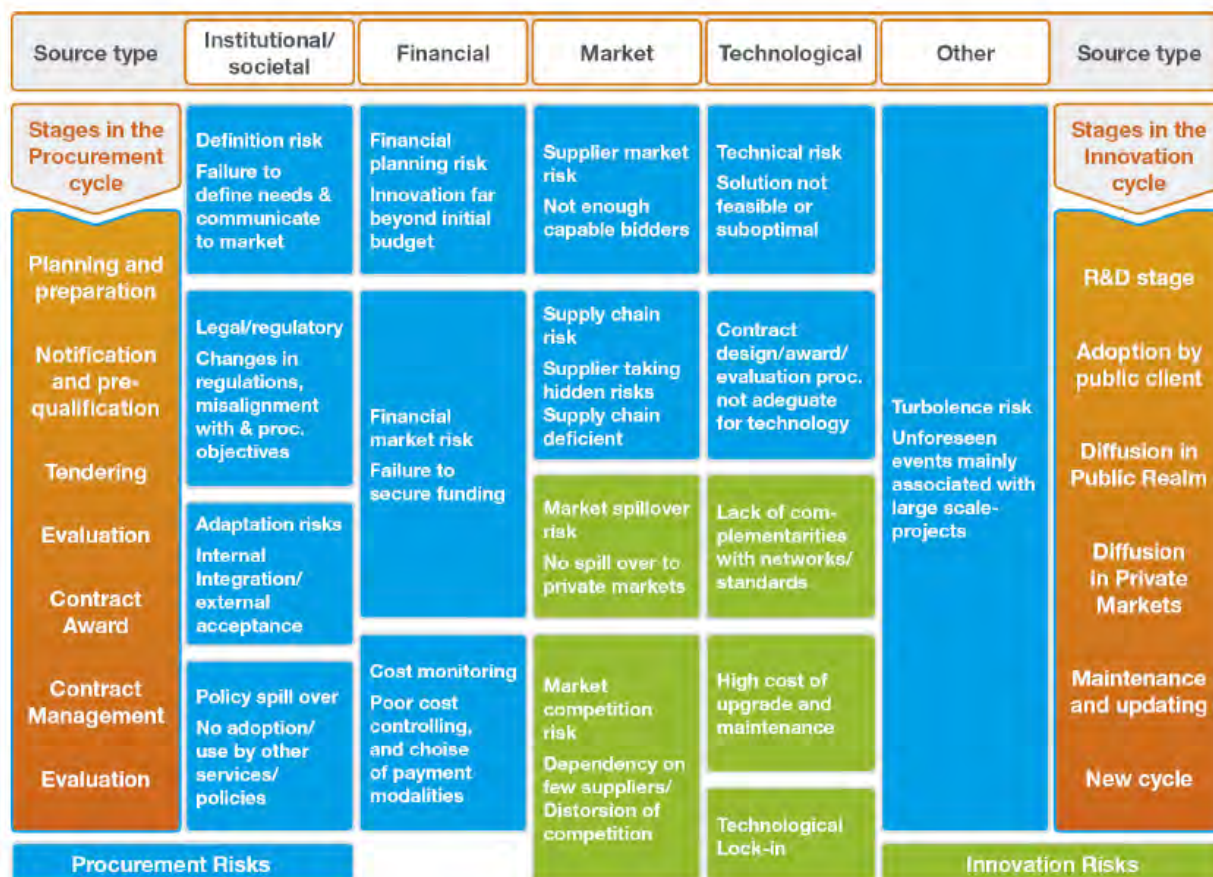 Source type
Institutional/
societal
Financial
Market
Technological
Other
Source type
Stages in the
Procurement
cycle
Planning and
preparation
Notification
and pre-
qualification
Tendering
Evaluation
Contract
Award
Contract
Management
Evaluation
Definition risk
Failure to
define needs &
communicate
to market
Legal/regulatory
Changes in
regulations,
misalignment
with & proc.
objectives
Adaptation risks
Internal
Integration/
external
acceptance
Policy spill over
No adoption/
use by other
services/
policies
Financial
planning risk
Innovation far
beyond initial
budget
Financial
market risk
Failure to
secure funding
Cost monitoring
Poor cost
controlling,
and choise
of payment
modalities
Supplier market
risk
Not enough
capable bidders
Supply chain
risk
Supplier taking
hidden risks
Supply chain
deficient
Market spillover
risk
No spill over to
private markets
Market
competition
risk
Dependency on
few suppliers/
Distorsion of
competition
Technical risk
Solution not
feasible or
suboptimal
Contract
design/award/
evaluation proc.
not adequate
for technology
Lack of com-
plementarities
with networks/
standards
High cost of
upgrade and
maintenance
Technological
Lock-in
Turbolence risk
Unforeseen
events mainly
associated with
large scale-
projects
Stages in the
Innovation
cycle
R&D stage
Adoption by
public client
Diffusion in
Public Realm
Diffusion
in Private
Markets
Maintenance
and updating
New cycle
Procurement Risks
Innovation Risks